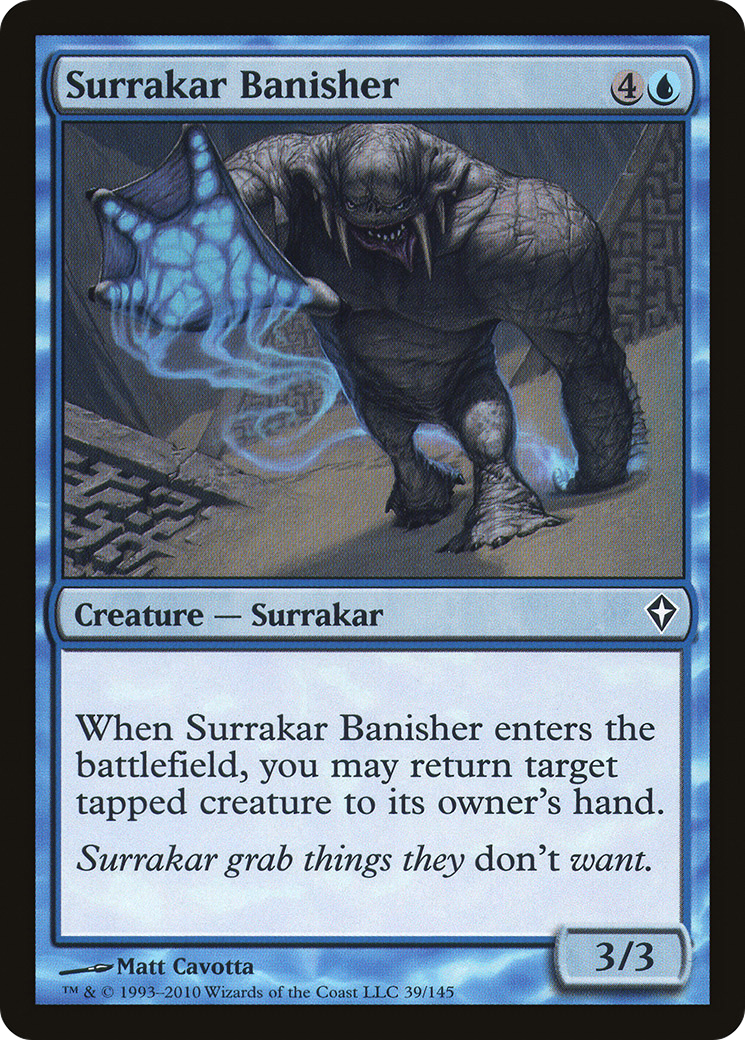 Surrakar Banisher 4
Creature — Surrakar
When Surrakar Banisher enters the
battlefield, you may return target
tapped creature to its owner's hand.
Surrakar grab things they don't want.
3/3
Matt Cavotta
™ & © 1993–2010 Wizards of the Coast LLC 39/145